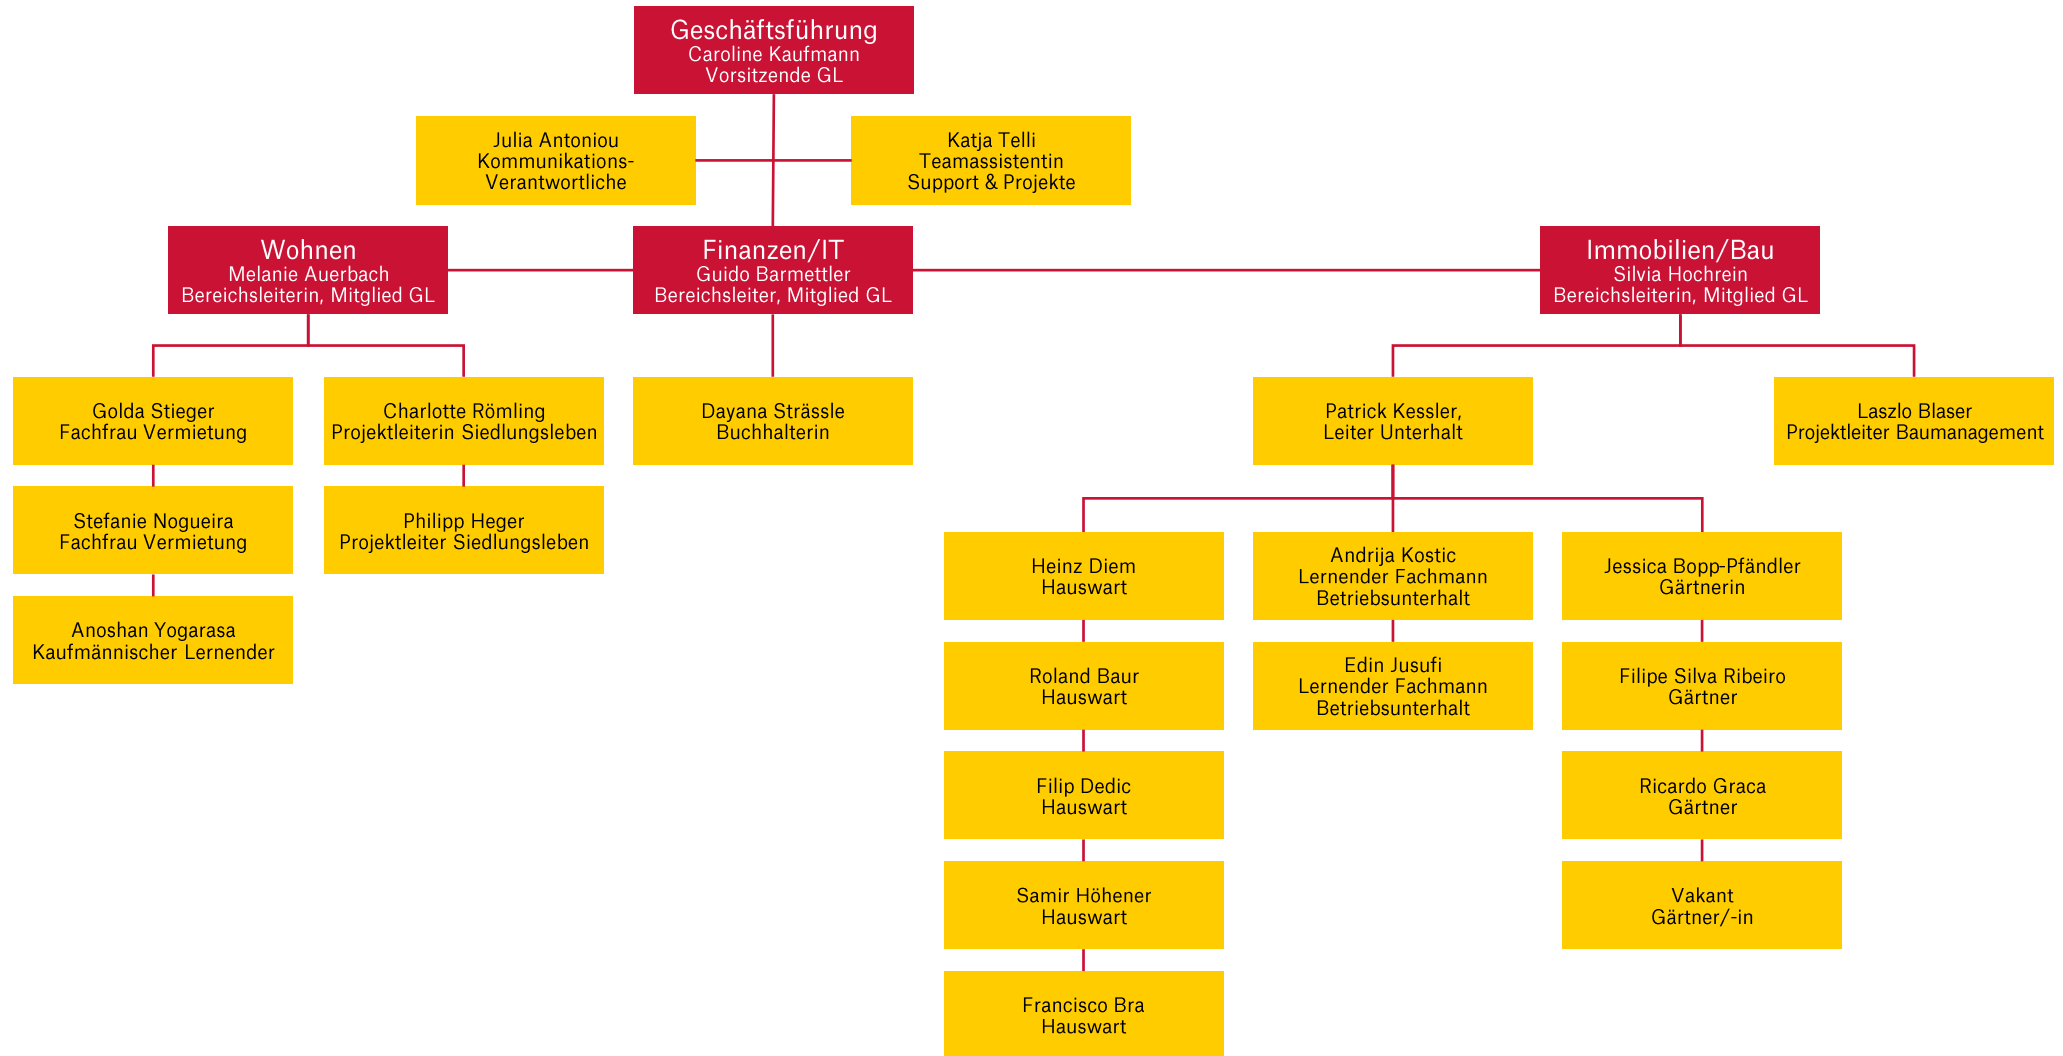 Geschäftsführung
Caroline Kaufmann
Vorsitzende GL
Julia Antoniou
Kommunikations-
Verantwortliche
Katja Telli
Teamassistentin
Support & Projekte
Wohnen
Melanie Auerbach
Bereichsleiterin, Mitglied GL
Finanzen/IT
Guido Barmettler
Bereichsleiter, Mitglied GL
Immobilien/Bau
Silvia Hochrein
Bereichsleiterin, Mitglied GL
Golda Stieger
Fachfrau Vermietung
Charlotte Römling
Projektleiterin Siedlungsleben
Dayana Strässle
Buchhalterin
Patrick Kessler,
Leiter Unterhalt
Laszlo Blaser
Projektleiter Baumanagement
Stefanie Nogueira
Fachfrau Vermietung
Philipp Heger
Projektleiter Siedlungsleben
Anoshan Yogarasa
Kaufmännischer Lernender
Heinz Diem
Hauswart
Andrija Kostic
Lernender Fachmann
Betriebsunterhalt
Jessica Bopp-Pfändler
Gärtnerin
Roland Baur
Hauswart
Edin Jusufi
Lernender Fachmann
Betriebsunterhalt
Filipe Silva Ribeiro
Gärtner
Filip Dedic
Hauswart
Ricardo Graca
Gärtner
Samir Höhener
Hauswart
Vakant
Gärtner/-in
Francisco Bra
Hauswart